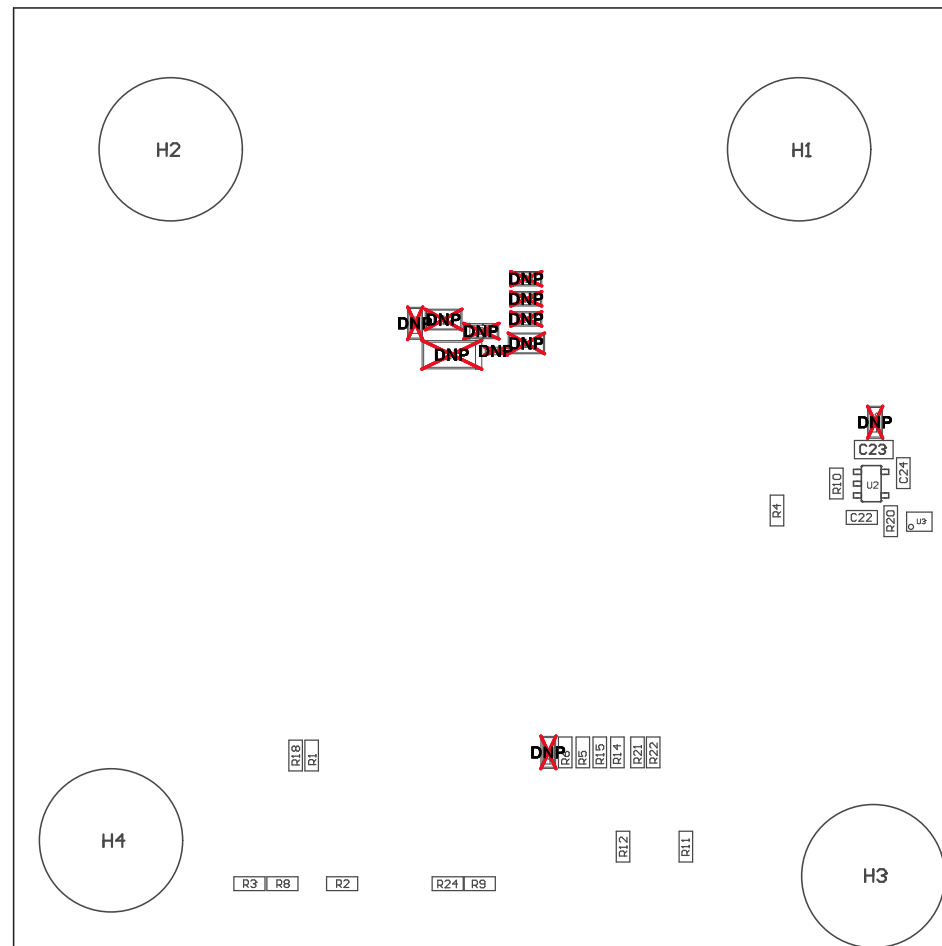 H2
H1
DNP
DNP
DNP
DNP
DNP
DNP
DNP
DNP
DNP
DNP
C23
U2
C24
R10
R4
C22
R20
U3
R18
R1
DNP
R6
R5
R15
R14
R21
R22
H4
R12
R11
H3
R3
R8
R2
R24
R9